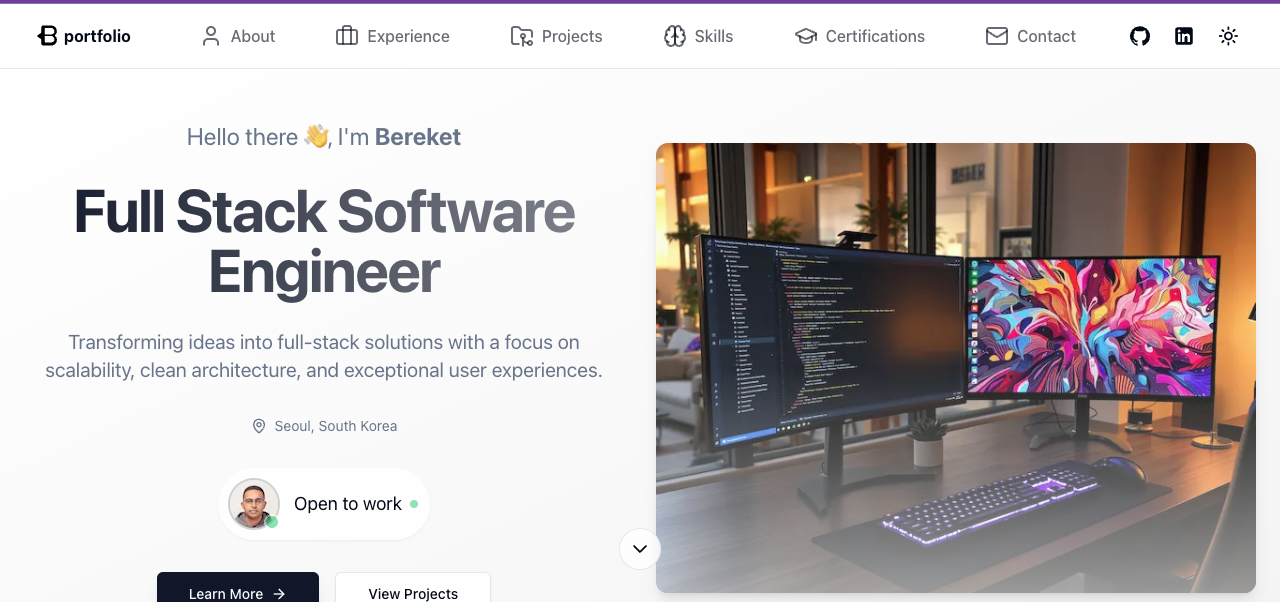 portfolio
About
Experience
Projects
Skills
Certifications
Contact
Hello there 👋, I'm Bereket
Full Stack Software
Engineer
Transforming ideas into full-stack solutions with a focus on
scalability, clean architecture, and exceptional user experiences.
Seoul, South Korea
Open to work
Learn More
View Projects